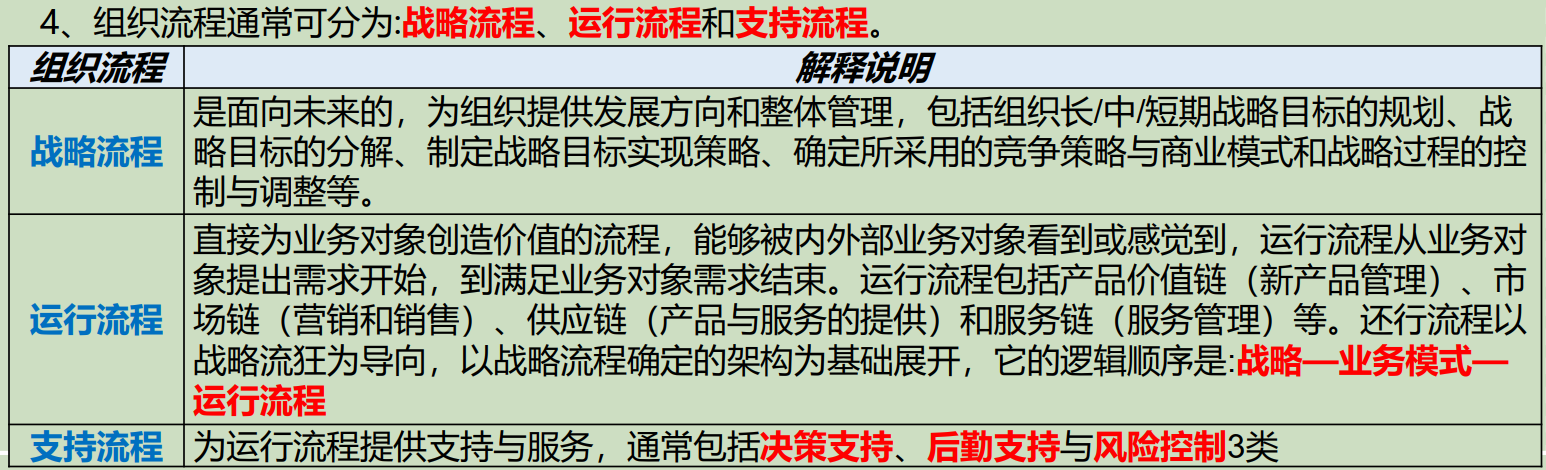 4、组织流程通常可分为:战略流程、运行流程和支持流程。
组织流程
解释说明
战略流程
是面向未来的，为组织提供发展方向和整体管理，包括组织长/中/短期战略目标的规划、战
略目标的分解、制定战略目标实现策略、确定所采用的竞争策略与商业模式和战略过程的控
制与调整等。
运行流程
直接为业务对象创造价值的流程，能够被内外部业务对象看到或感觉到，运行流程从业务对
象提出需求开始，到满足业务对象需求结束。运行流程包括产品价值链（新产品管理）、市
场链（营销和销售）、供应链（产品与服务的提供）和服务链（服务管理）等。还行流程以
战略流狂为导向，以战略流程确定的架构为基础展开，它的逻辑顺序是:战略—业务模式—
运行流程
支持流程
为运行流程提供支持与服务，通常包括决策支持、后勤支持与风险控制3类